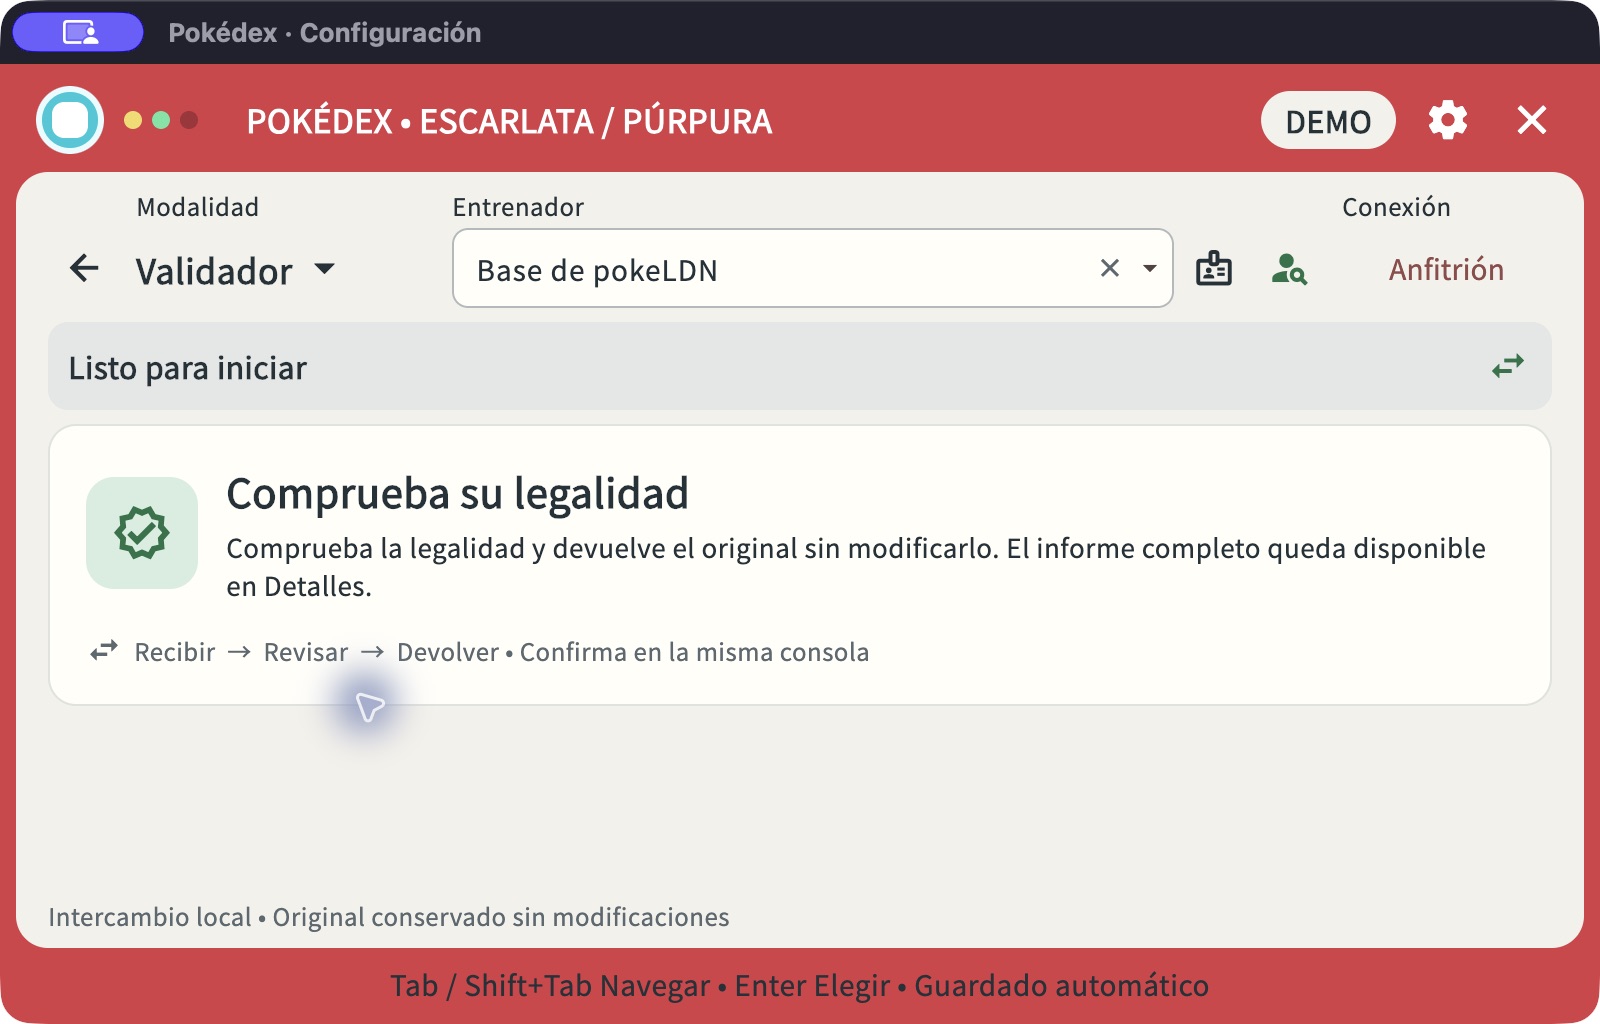 Pokédex · Configuración
POKÉDEX • ESCARLATA / PÚRPURA
DEMO
Modalidad
Entrenador
Conexión
Validador
Base de pokeLDN
Anfitrión
Listo para iniciar
Comprueba su legalidad
Comprueba la legalidad y devuelve el original sin modificarlo. El informe completo queda disponible
en Detalles.
Recibir → Revisar → Devolver • Confirma en la misma consola
Intercambio local • Original conservado sin modificaciones
Tab / Shift+Tab Navegar • Enter Elegir • Guardado automático